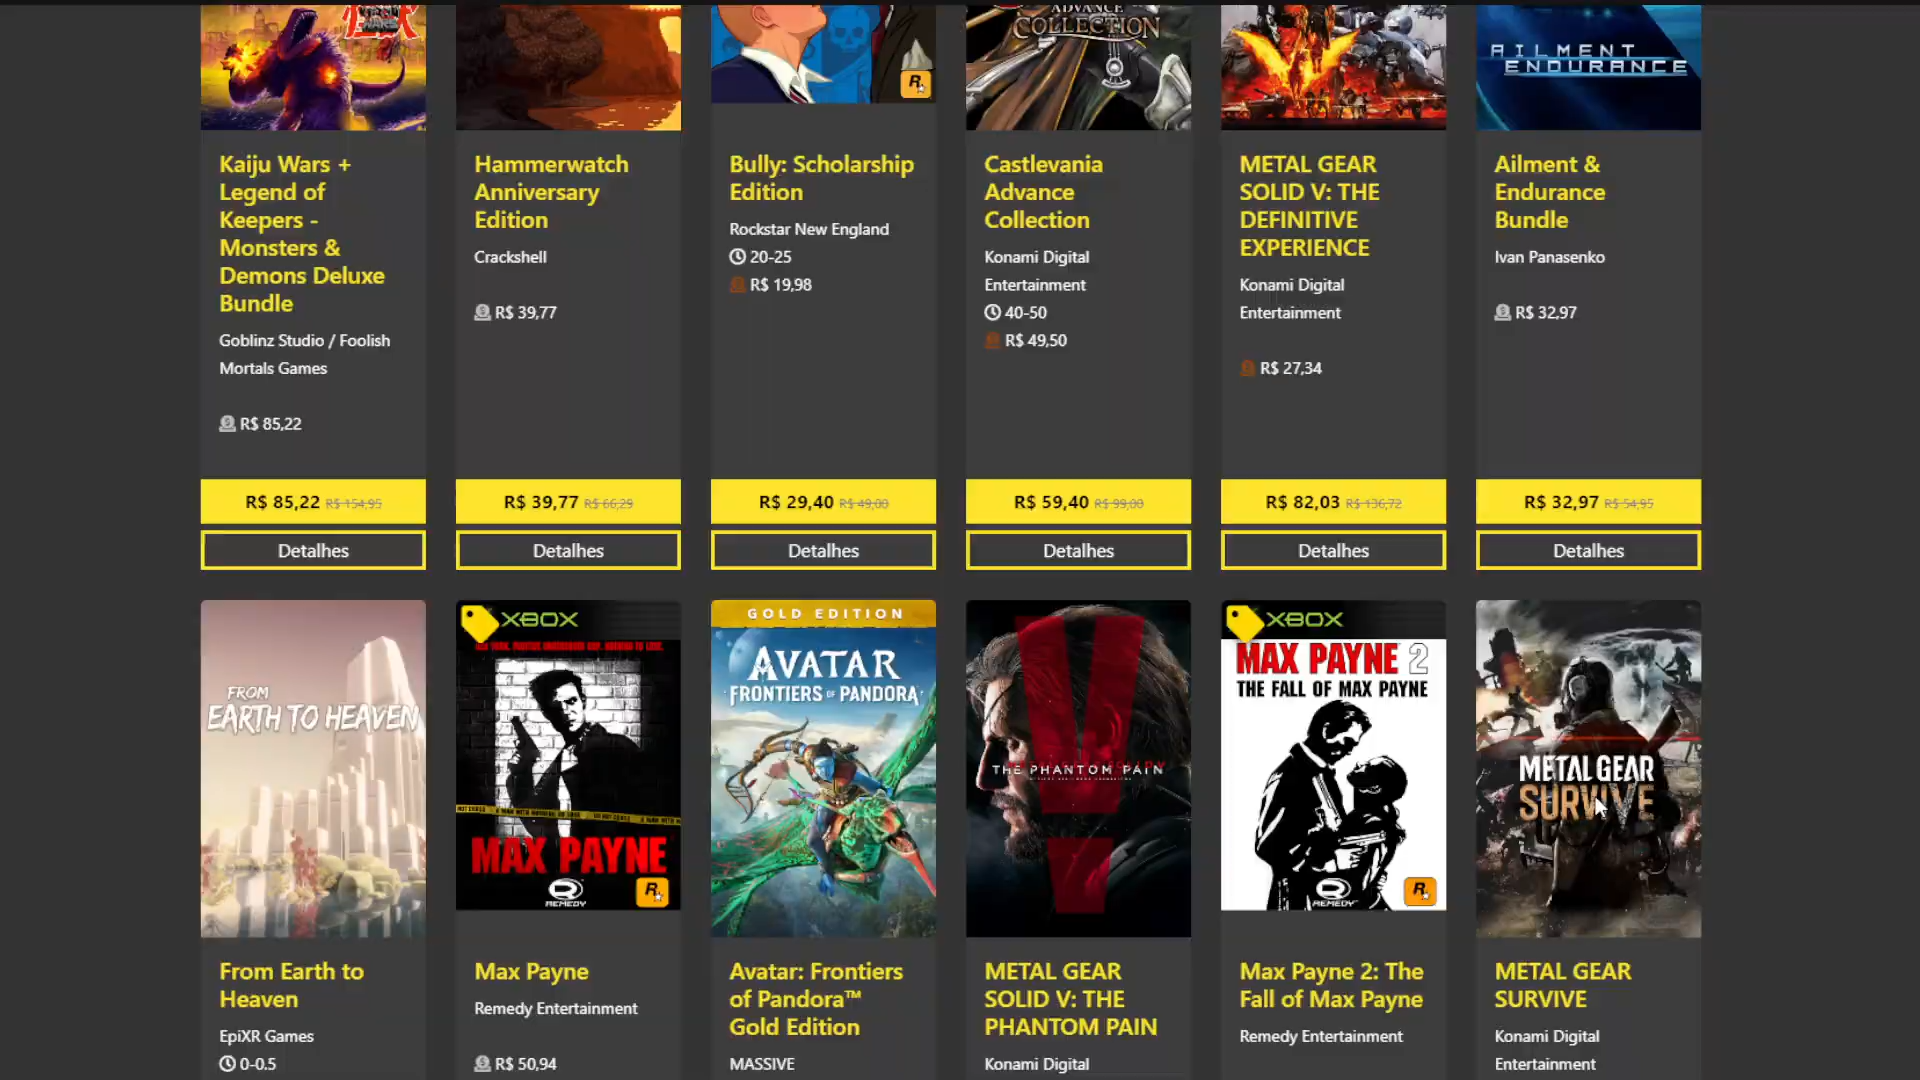 ADVANCE
COLLECTION
AILMENT
ENDURANCE
R
Kaiju Wars +
Legend of
Keepers -
Monsters &
Demons Deluxe
Bundle
Goblinz Studio / Foolish
Mortals Games
R$ 85,22
R$ 85,22 R$ 154,95
Detalhes
Hammerwatch
Anniversary
Edition
Crackshell
R$ 39,77
R$ 39,77 R$ 66,29
Detalhes
Bully: Scholarship
Edition
Rockstar New England
20-25
R$ 19,98
R$ 29,40 R$ 49,00
Detalhes
Castlevania
Advance
Collection
Konami Digital
Entertainment
40-50
R$ 49,50
R$ 59,40 R$ 99,00
Detalhes
METAL GEAR
SOLID V: THE
DEFINITIVE
EXPERIENCE
Konami Digital
Entertainment
R$ 27,34
R$ 82,03 R$ 136,72
Detalhes
Ailment &
Endurance
Bundle
Ivan Panasenko
R$ 32,97
R$ 32,97 R$ 54,95
Detalhes
FROM
EARTH TO HEAVEN
From Earth to
Heaven
EpiXR Games
0-0.5
XBOX
MAX PAYNE
REMEDY
R
Max Payne
Remedy Entertainment
R$ 50,94
GOLD EDITION
AVATAR
FRONTIERS OF PANDORA
Avatar: Frontiers
of Pandora™
Gold Edition
MASSIVE
THE PHANTOM PAIN
METAL GEAR
SOLID V: THE
PHANTOM PAIN
Konami Digital
XBOX
MAX PAYNE 2
THE FALL OF MAX PAYNE
REMEDY
R
Max Payne 2: The
Fall of Max Payne
Remedy Entertainment
METAL GEAR
SURVIVE
METAL GEAR
SURVIVE
Konami Digital
Entertainment